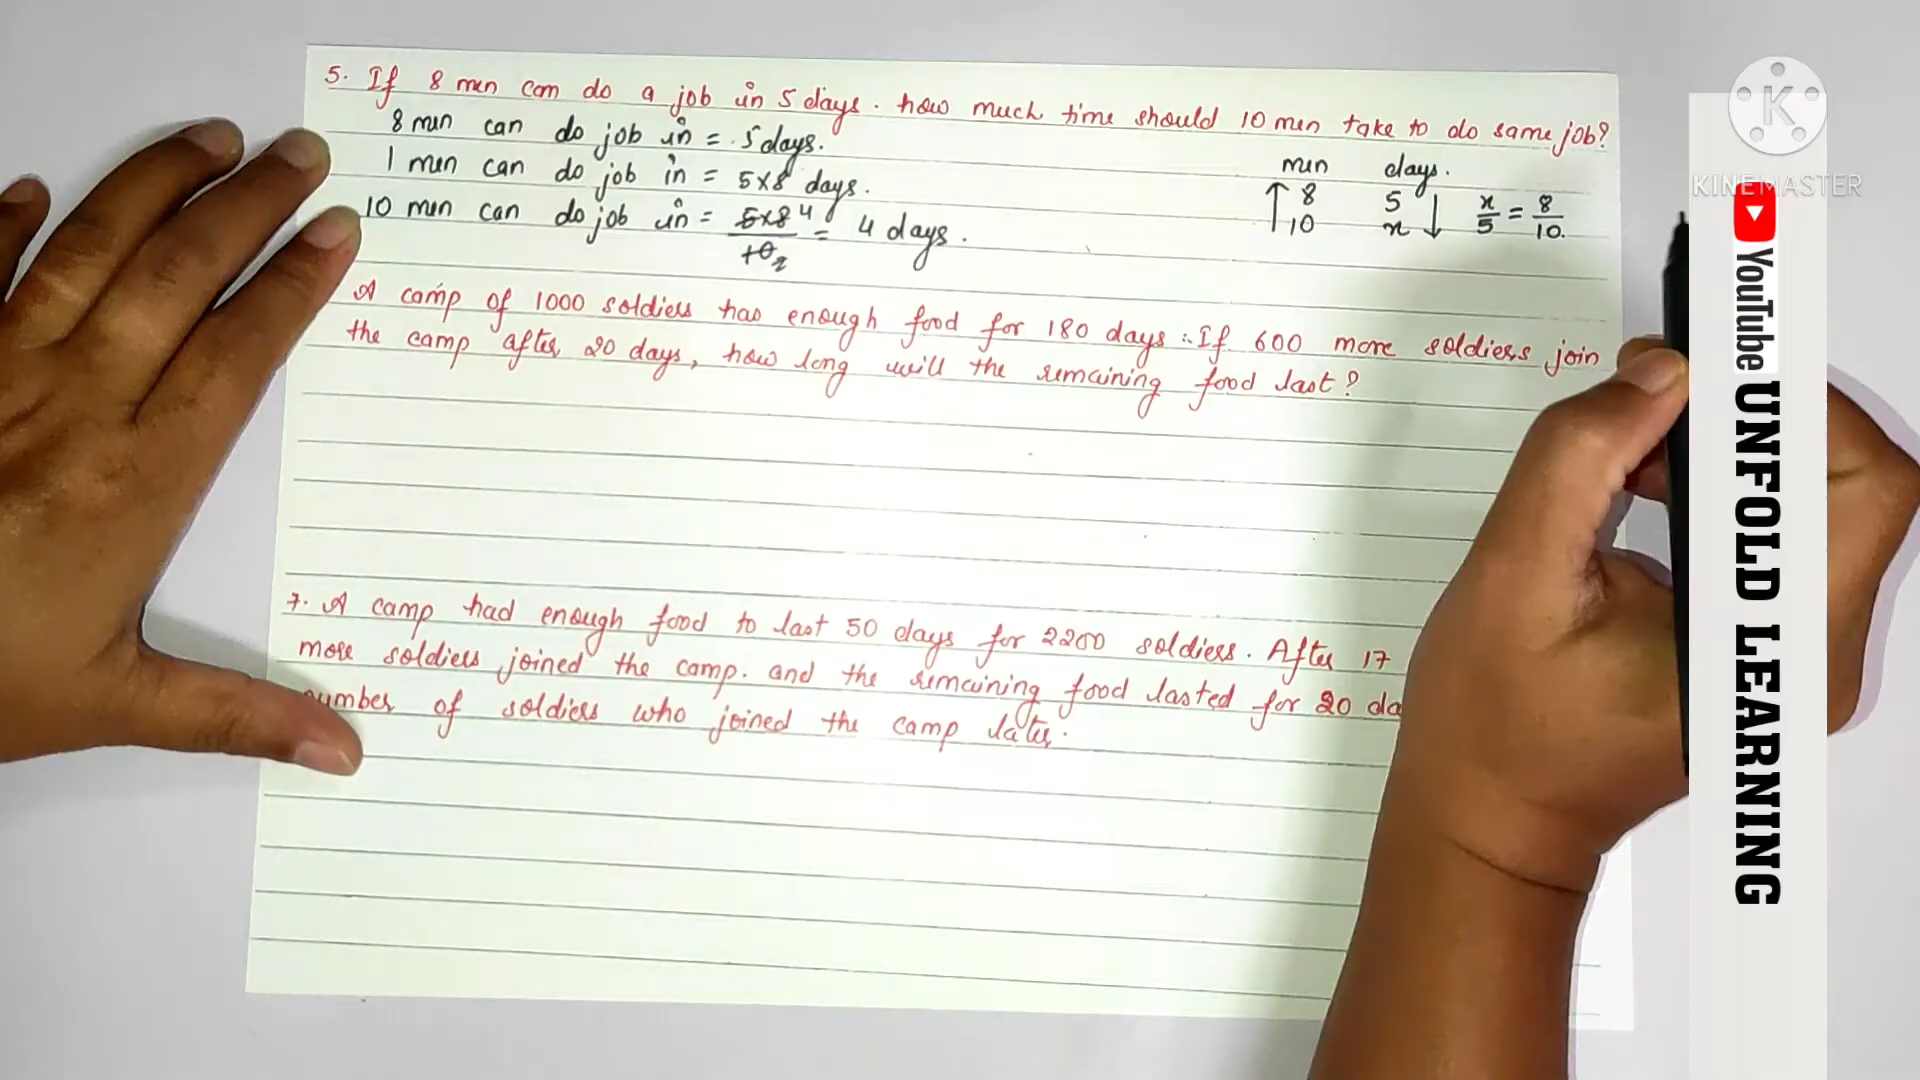 5. If 8 men can do a job in 5 days. how much time should 10 men take to do same job?
8 men can do job in = 5 days.
1 men can do job in = 5×8 days.
10 men can do job in = 5×8 4 / 10 2 = 4 days.
men days.
↑ 8 5 ↓ x/5 = 8/10.
10 x
A camp of 1000 soldiers has enough food for 180 days. If 600 more soldiers join
the camp after 20 days, how long will the remaining food last?
7. A camp had enough food to last 50 days for 2200 soldiers. After 17
more soldiers joined the camp. and the remaining food lasted for 20 da
number of soldiers who joined the camp later.
K
KINEMASTER
YouTube UNFOLD LEARNING